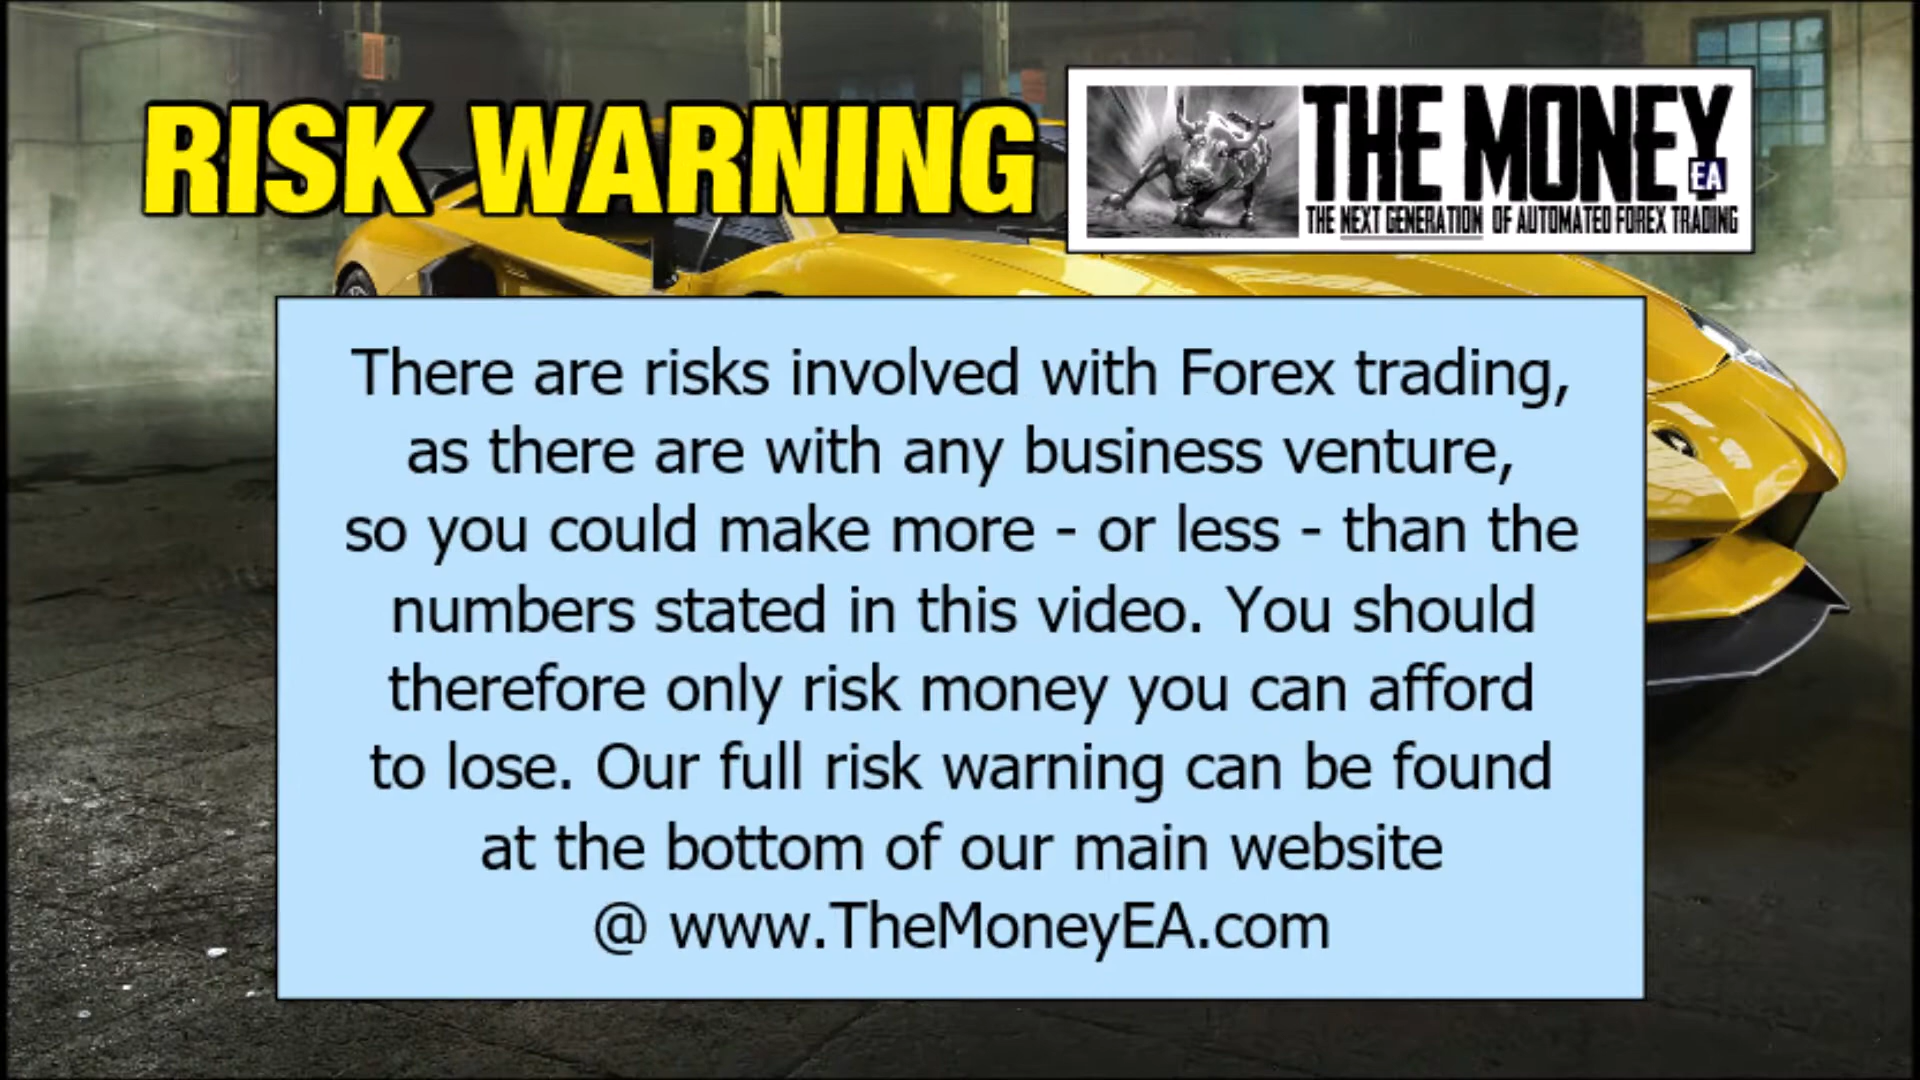 RISK WARNING
THE MONEY
EA
THE NEXT GENERATION OF AUTOMATED FOREX TRADING
There are risks involved with Forex trading,
as there are with any business venture,
so you could make more - or less - than the
numbers stated in this video. You should
therefore only risk money you can afford
to lose. Our full risk warning can be found
at the bottom of our main website
@ www.TheMoneyEA.com